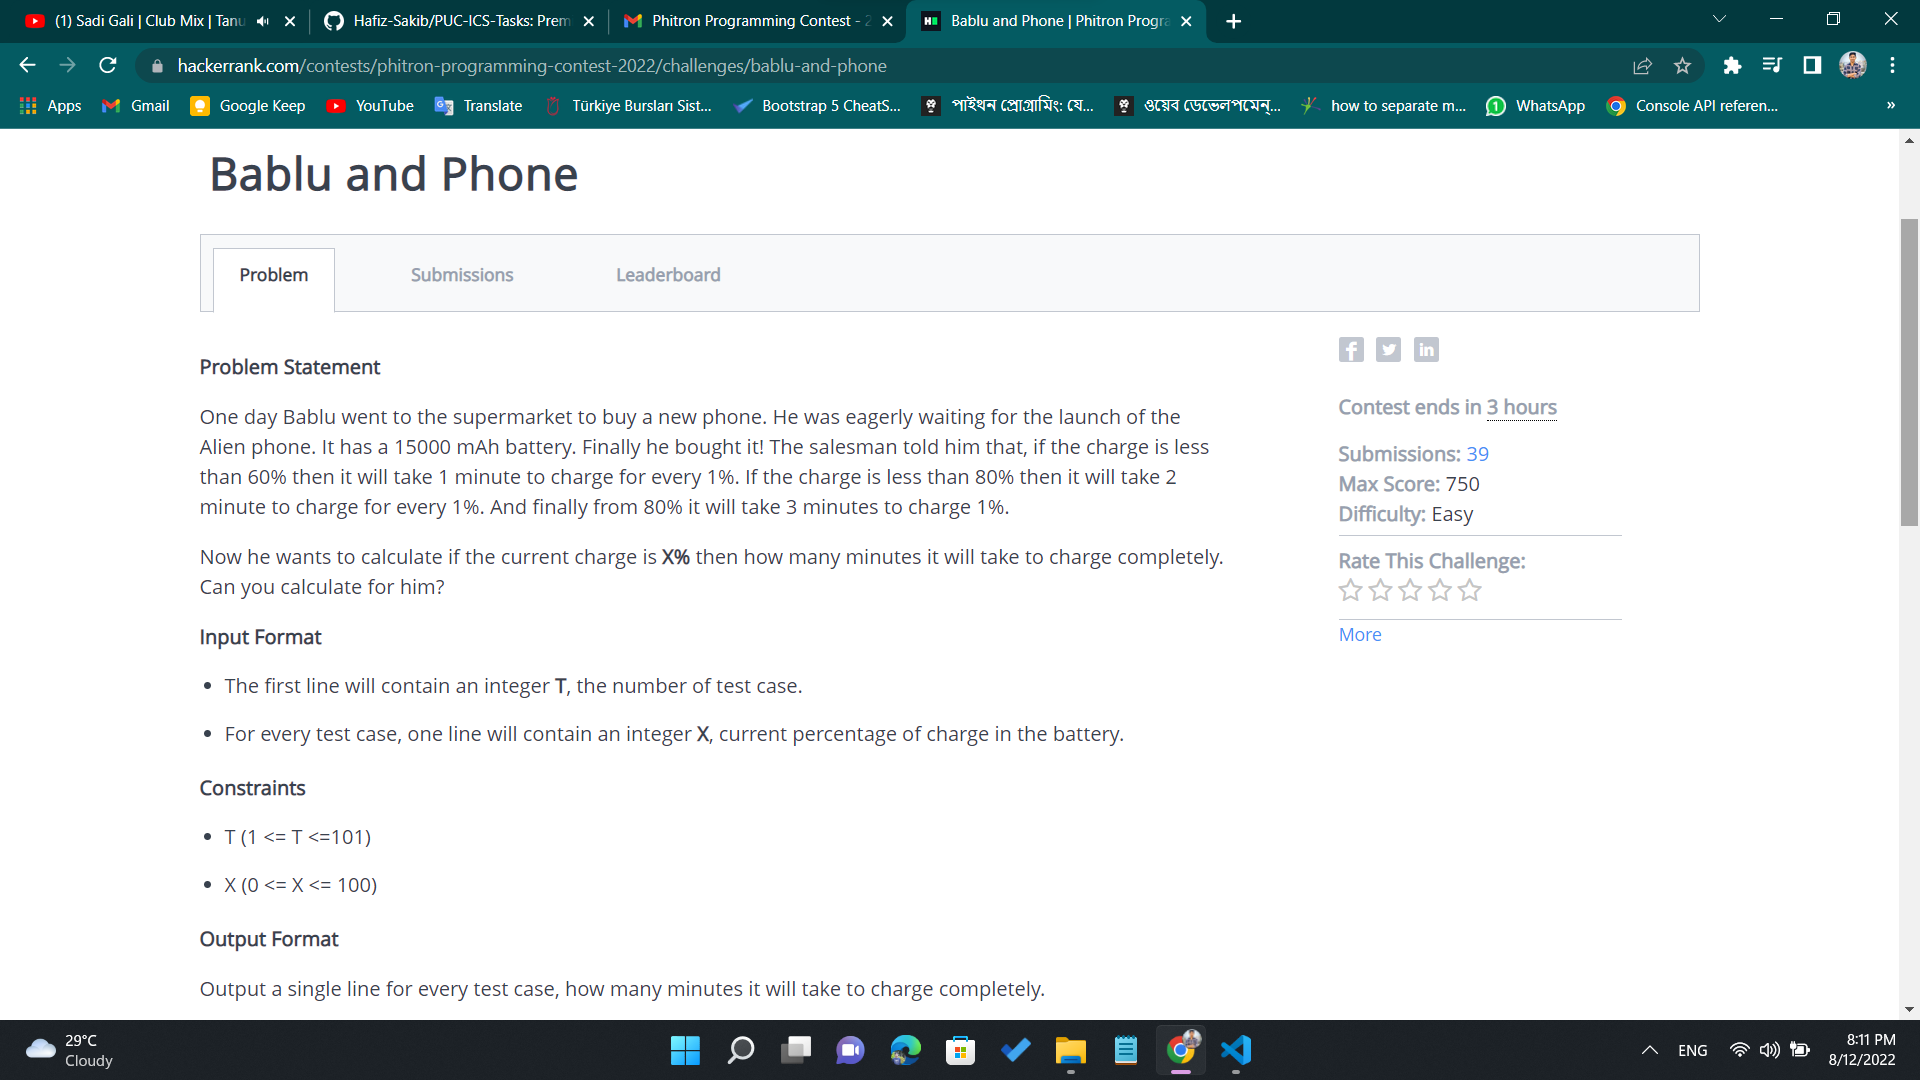 (1) Sadi Gali | Club Mix | Tanu
Hafiz-Sakib/PUC-ICS-Tasks: Prem
Phitron Programming Contest - 2
Bablu and Phone | Phitron Progra
hackerrank.com/contests/phitron-programming-contest-2022/challenges/bablu-and-phone
Apps
Gmail
Google Keep
YouTube
Translate
Türkiye Bursları Sist...
Bootstrap 5 CheatS...
পাইথন প্রোগ্রামিং: যে...
ওয়েব ডেভেলপমেন্...
how to separate m...
WhatsApp
Console API referen...
»
Bablu and Phone
Problem
Submissions
Leaderboard
Problem Statement
One day Bablu went to the supermarket to buy a new phone. He was eagerly waiting for the launch of the
Alien phone. It has a 15000 mAh battery. Finally he bought it! The salesman told him that, if the charge is less
than 60% then it will take 1 minute to charge for every 1%. If the charge is less than 80% then it will take 2
minute to charge for every 1%. And finally from 80% it will take 3 minutes to charge 1%.
Now he wants to calculate if the current charge is X% then how many minutes it will take to charge completely.
Can you calculate for him?
Input Format
• The first line will contain an integer T, the number of test case.
• For every test case, one line will contain an integer X, current percentage of charge in the battery.
Constraints
• T (1 <= T <=101)
• X (0 <= X <= 100)
Output Format
Output a single line for every test case, how many minutes it will take to charge completely.
Contest ends in 3 hours
Submissions: 39
Max Score: 750
Difficulty: Easy
Rate This Challenge:
More
29°C
Cloudy
ENG
8:11 PM
8/12/2022